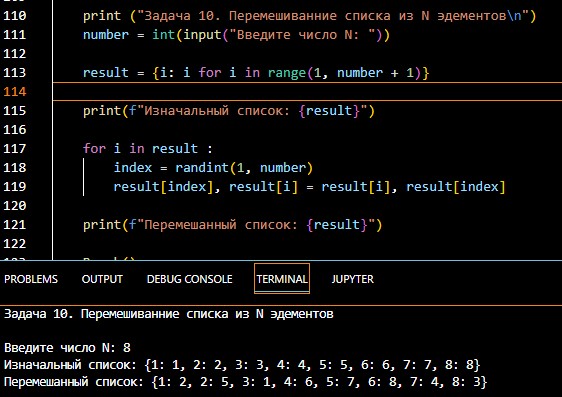 110 print ("Задача 10. Перемешивание списка из N эдементов\n")
111 number = int(input("Введите число N: "))
112
113 result = {i: i for i in range(1, number + 1)}
114
115 print(f"Изначальный список: {result}")
116
117 for i in result :
118 index = randint(1, number)
119 result[index], result[i] = result[i], result[index]
120
121 print(f"Перемешанный список: {result}")
122
PROBLEMS OUTPUT DEBUG CONSOLE TERMINAL JUPYTER
Задача 10. Перемешивание списка из N эдементов
Введите число N: 8
Изначальный список: {1: 1, 2: 2, 3: 3, 4: 4, 5: 5, 6: 6, 7: 7, 8: 8}
Перемешанный список: {1: 2, 2: 5, 3: 1, 4: 6, 5: 7, 6: 8, 7: 4, 8: 3}